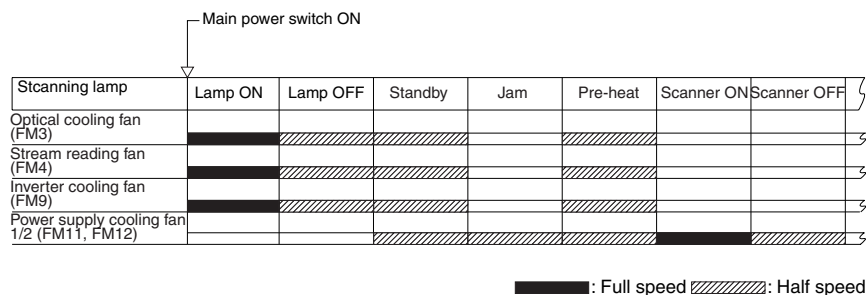 Main power switch ON
Stcanning lamp
Lamp ON
Lamp OFF
Standby
Jam
Pre-heat
Scanner ON
Scanner OFF
Optical cooling fan
(FM3)
Stream reading fan
(FM4)
Inverter cooling fan
(FM9)
Power supply cooling fan
1/2 (FM11, FM12)
: Full speed
: Half speed